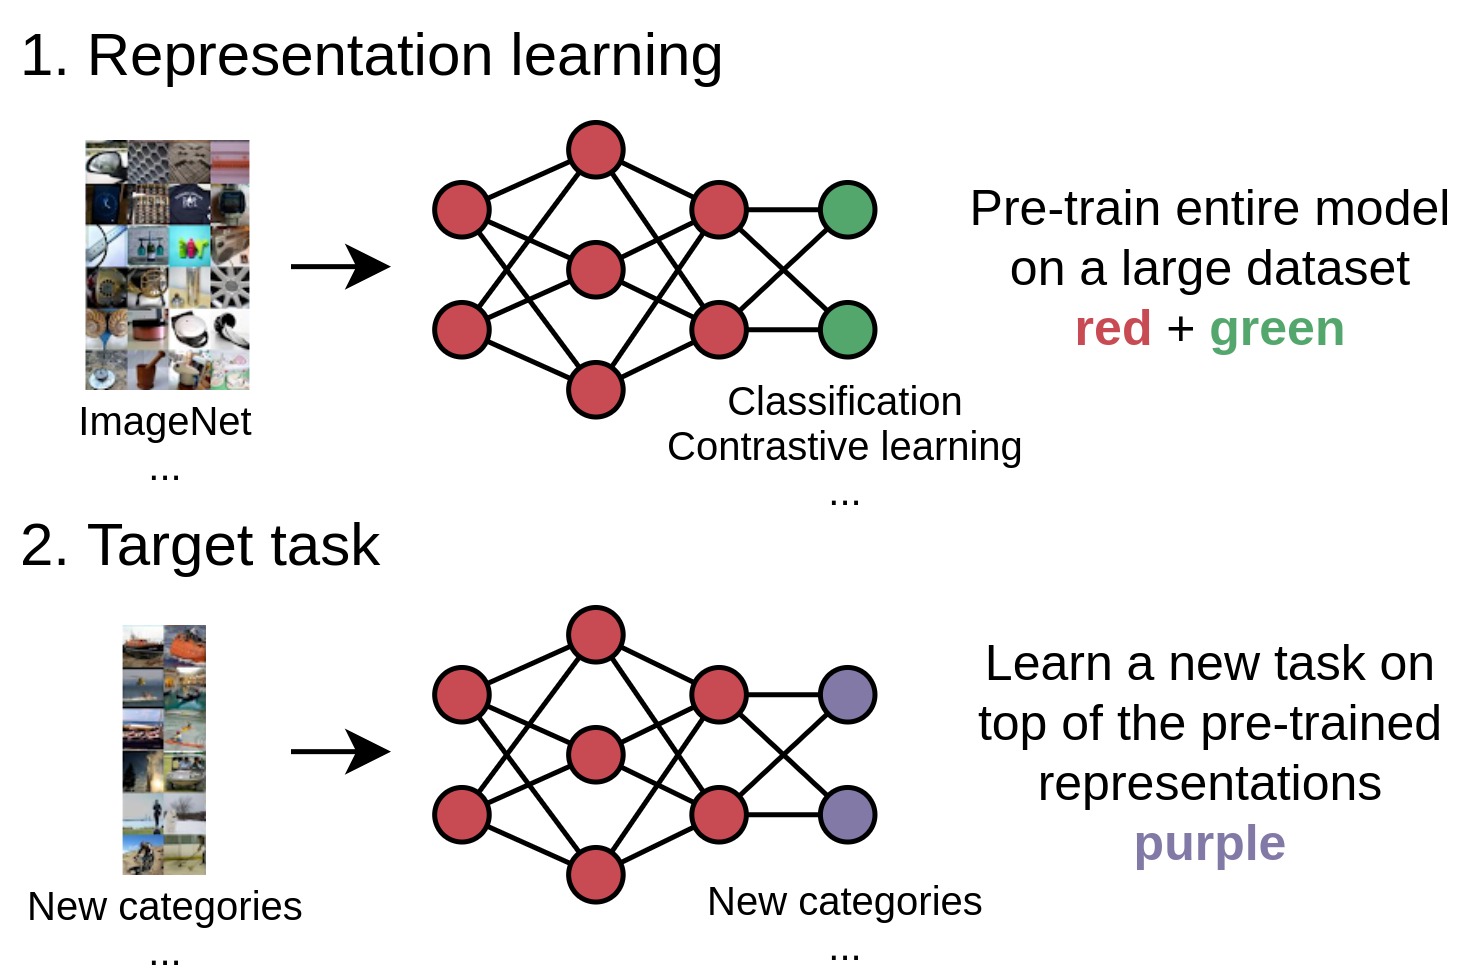 1. Representation learning
Pre-train entire model
on a large dataset
red + green
ImageNet
...
Classification
Contrastive learning
...
2. Target task
Learn a new task on
top of the pre-trained
representations
purple
New categories
...
New categories
...